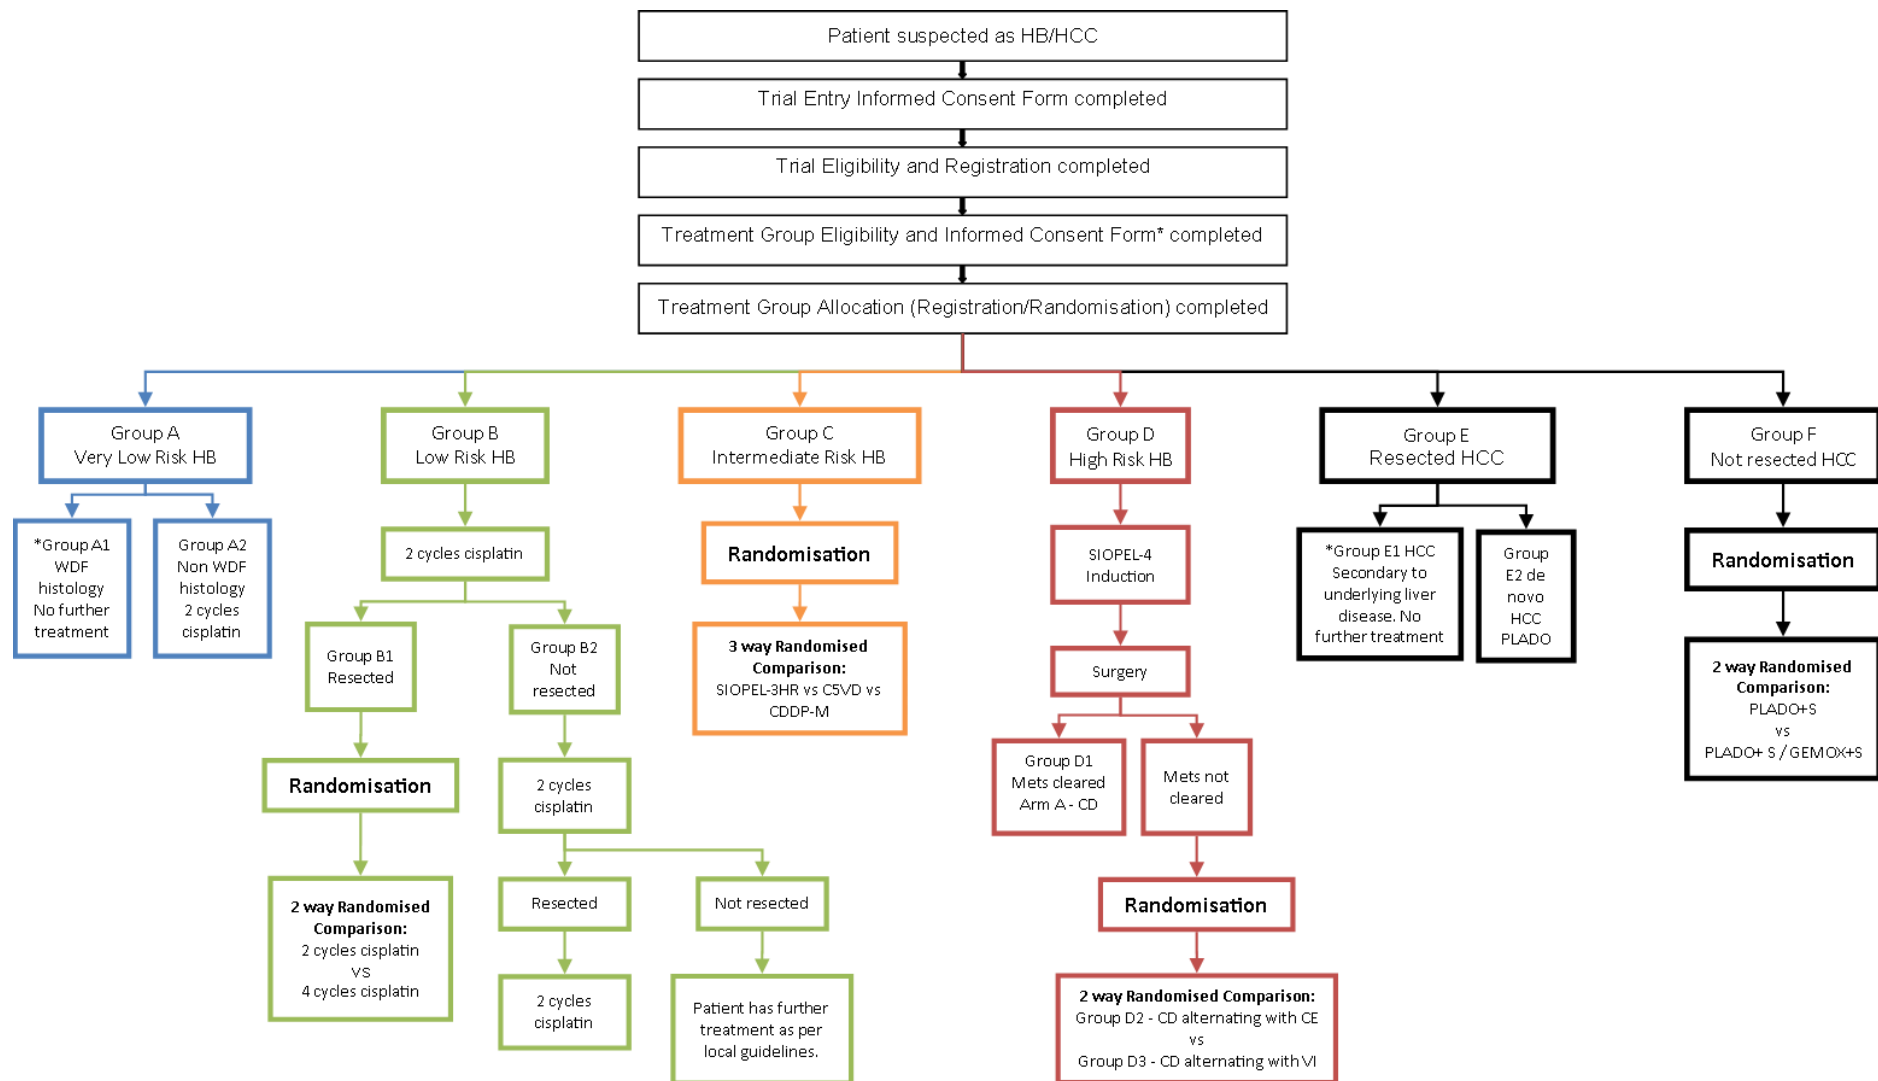 Patient suspected as HB/HCC
Trial Entry Informed Consent Form completed
Trial Eligibility and Registration completed
Treatment Group Eligibility and Informed Consent Form* completed
Treatment Group Allocation (Registration/Randomisation) completed
Group A
Very Low Risk HB
*Group A1
WDF
histology
No further
treatment
Group A2
Non WDF
histology
2 cycles
cisplatin
Group B
Low Risk HB
2 cycles cisplatin
Group B1
Resected
Randomisation
2 way Randomised
Comparison:
2 cycles cisplatin
VS
4 cycles cisplatin
Group B2
Not
resected
2 cycles
cisplatin
Resected
2 cycles
cisplatin
Not resected
Patient has further
treatment as per
local guidelines.
Group C
Intermediate Risk HB
Randomisation
3 way Randomised
Comparison:
SIOPEL-3HR vs C5VD vs
CDDP-M
Group D
High Risk HB
SIOPEL-4
Induction
Surgery
Group D1
Mets cleared
Arm A - CD
Mets not
cleared
Randomisation
2 way Randomised Comparison:
Group D2 - CD alternating with CE
vs
Group D3 - CD alternating with VI
Group E
Resected HCC
*Group E1 HCC
Secondary to
underlying liver
disease. No
further treatment
Group
E2 de
novo
HCC
PLADO
Group F
Not resected HCC
Randomisation
2 way Randomised
Comparison:
PLADO+S
vs
PLADO+ S / GEMOX+S